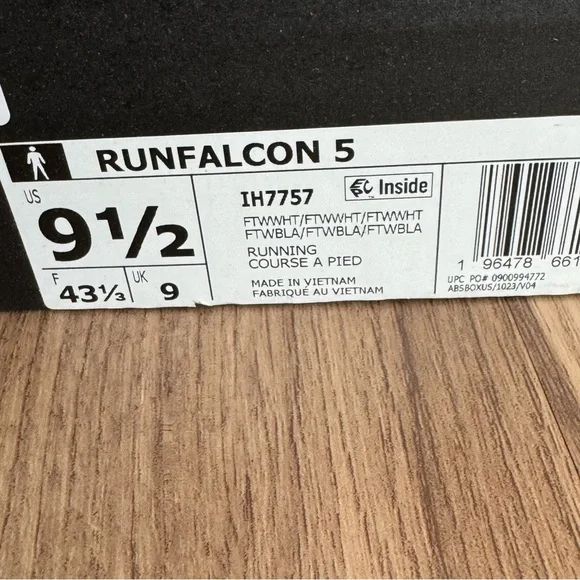 RUNFALCON 5
US
9½
F
43⅓
UK
9
IH7757
Inside
FTWWHT/FTWWHT/FTWWHT
FTWBLA/FTWBLA/FTWBLA
RUNNING
COURSE A PIED
MADE IN VIETNAM
FABRIQUÉ AU VIETNAM
1 96478 661
UPC PO# 0900994772
ABSBOXUS/1023/V04